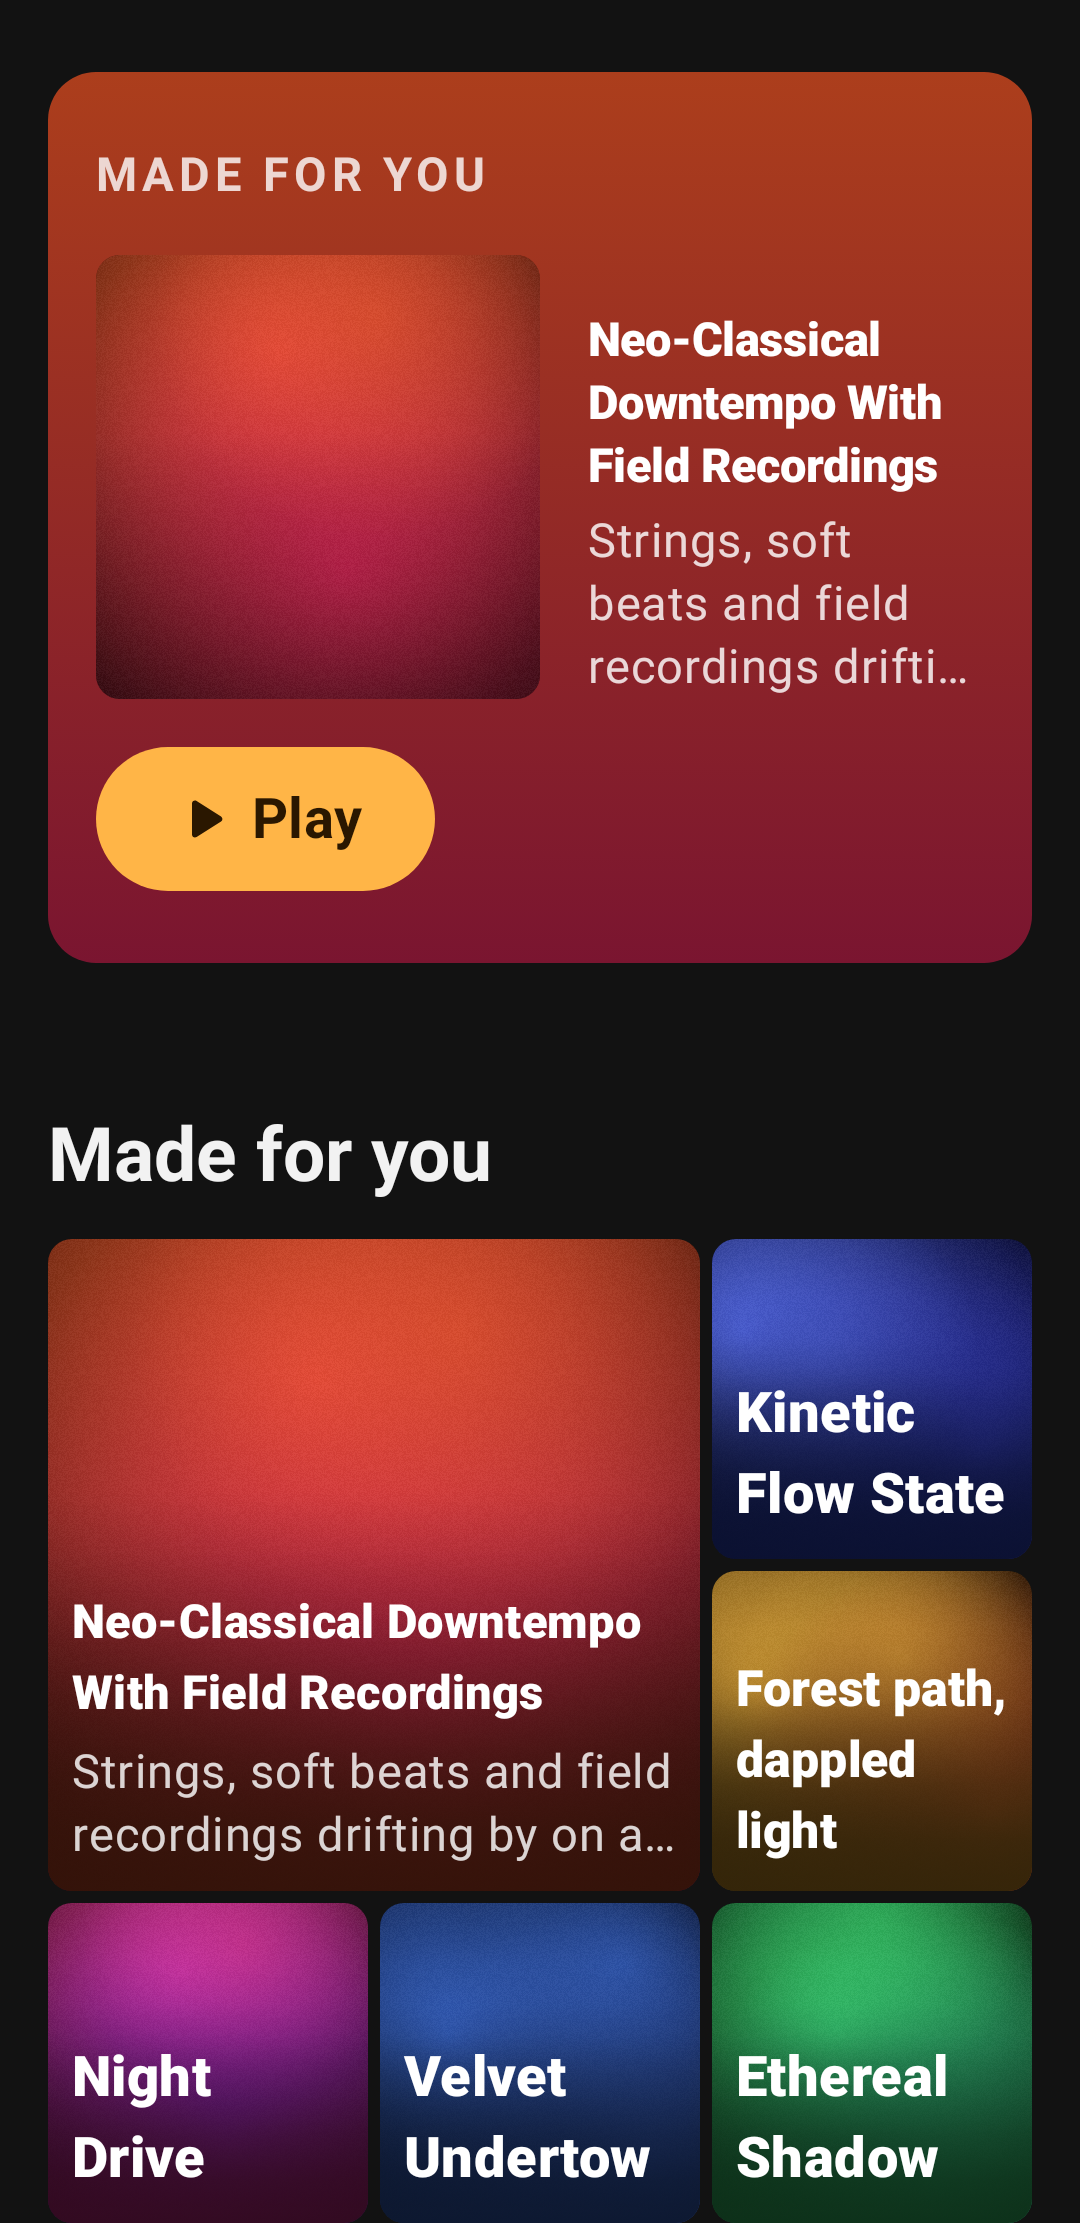 MADE FOR YOU
Neo-Classical
Downtempo With
Field Recordings
Strings, soft
beats and field
recordings drifti…
Play
Made for you
Neo-Classical Downtempo
With Field Recordings
Strings, soft beats and field
recordings drifting by on a…
Kinetic
Flow State
Forest path,
dappled
light
Night
Drive
Velvet
Undertow
Ethereal
Shadow